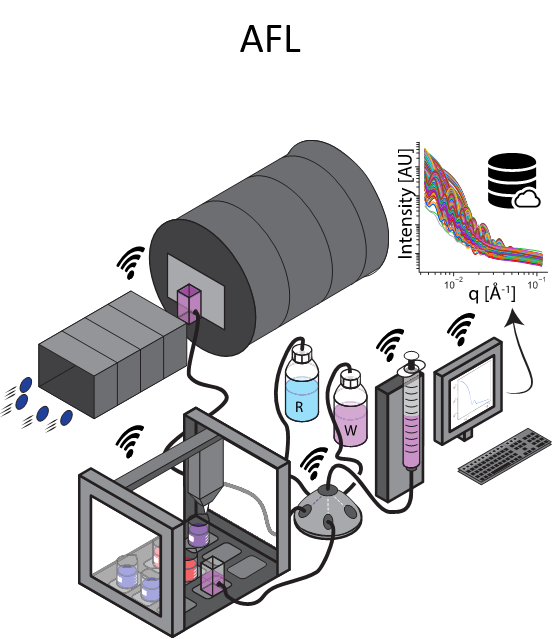 AFL
Intensity [AU]
10⁻²
10⁻¹
q [Å⁻¹]
R
W